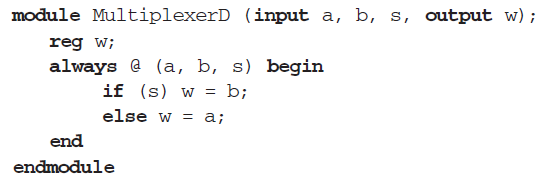 module MultiplexerD (input a, b, s, output w);
reg w;
always @ (a, b, s) begin
if (s) w = b;
else w = a;
end
endmodule